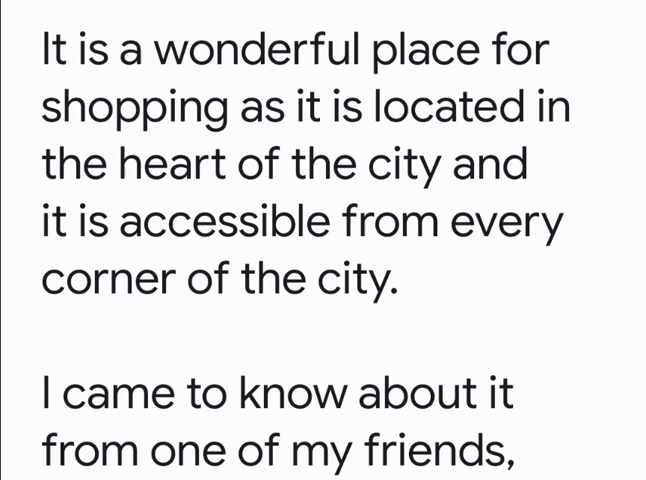 It is a wonderful place for
shopping as it is located in
the heart of the city and
it is accessible from every
corner of the city.
I came to know about it
from one of my friends,